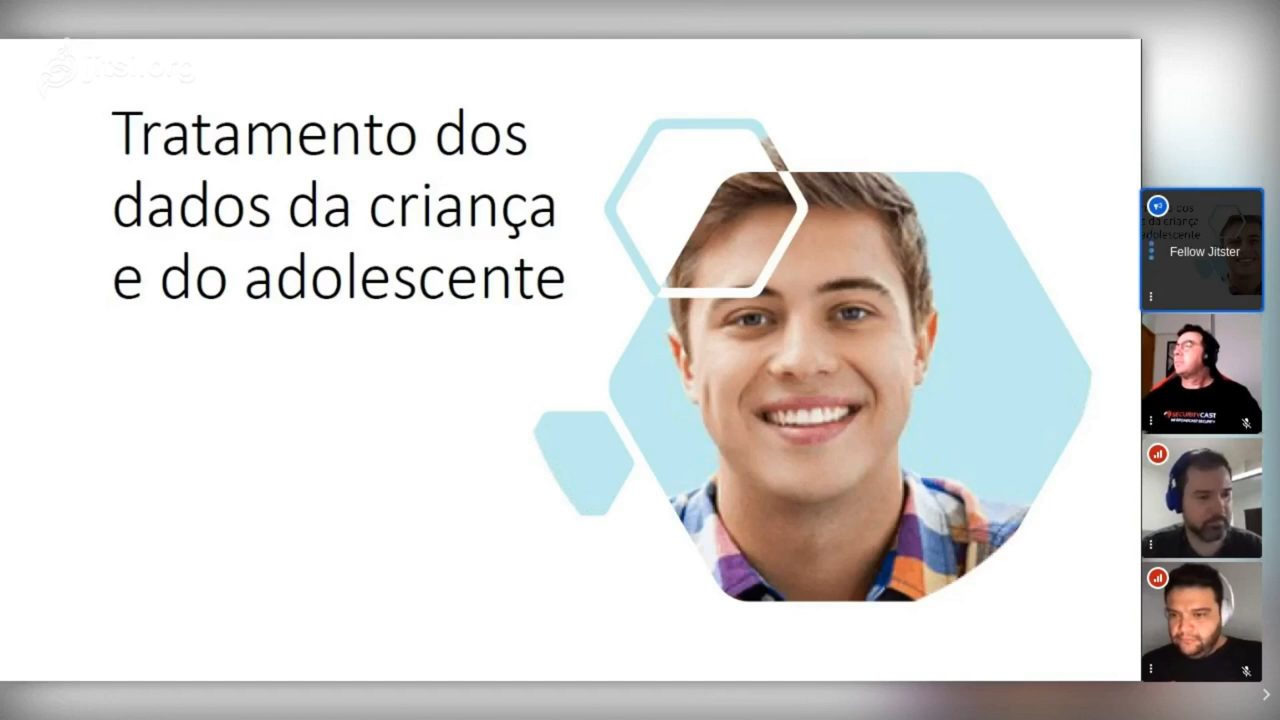 jitsi.org
Tratamento dos
dados da criança
e do adolescente
Fellow Jitster
SECURITYCAST